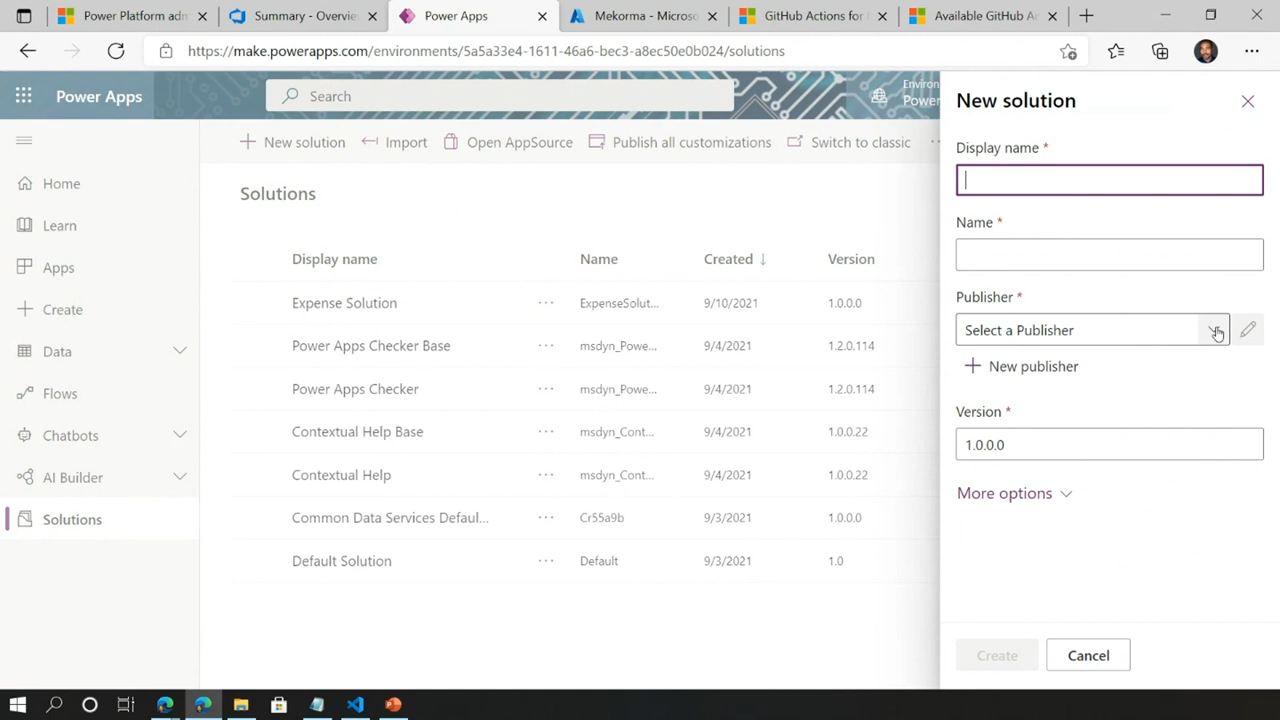 Power Platform adm
Summary - Overvie
Power Apps
Mekorma - Microso
GitHub Actions for
Available GitHub Ac
https://make.powerapps.com/environments/5a5a33e4-1611-46a6-bec3-a8ec50e0b024/solutions
Power Apps
Search
Environ
Power
New solution
Import
Open AppSource
Publish all customizations
Switch to classic
Home
Learn
Apps
Create
Data
Flows
Chatbots
AI Builder
Solutions
Solutions
Display name Name Created ↓ Version
Expense Solution ··· ExpenseSolut... 9/10/2021 1.0.0.0
Power Apps Checker Base ··· msdyn_Powe... 9/4/2021 1.2.0.114
Power Apps Checker ··· msdyn_Powe... 9/4/2021 1.2.0.114
Contextual Help Base ··· msdyn_Cont... 9/4/2021 1.0.0.22
Contextual Help ··· msdyn_Cont... 9/4/2021 1.0.0.22
Common Data Services Defaul... ··· Cr55a9b 9/3/2021 1.0.0.0
Default Solution ··· Default 9/3/2021 1.0
New solution
Display name *
Name *
Publisher *
Select a Publisher
New publisher
Version *
1.0.0.0
More options
Create
Cancel